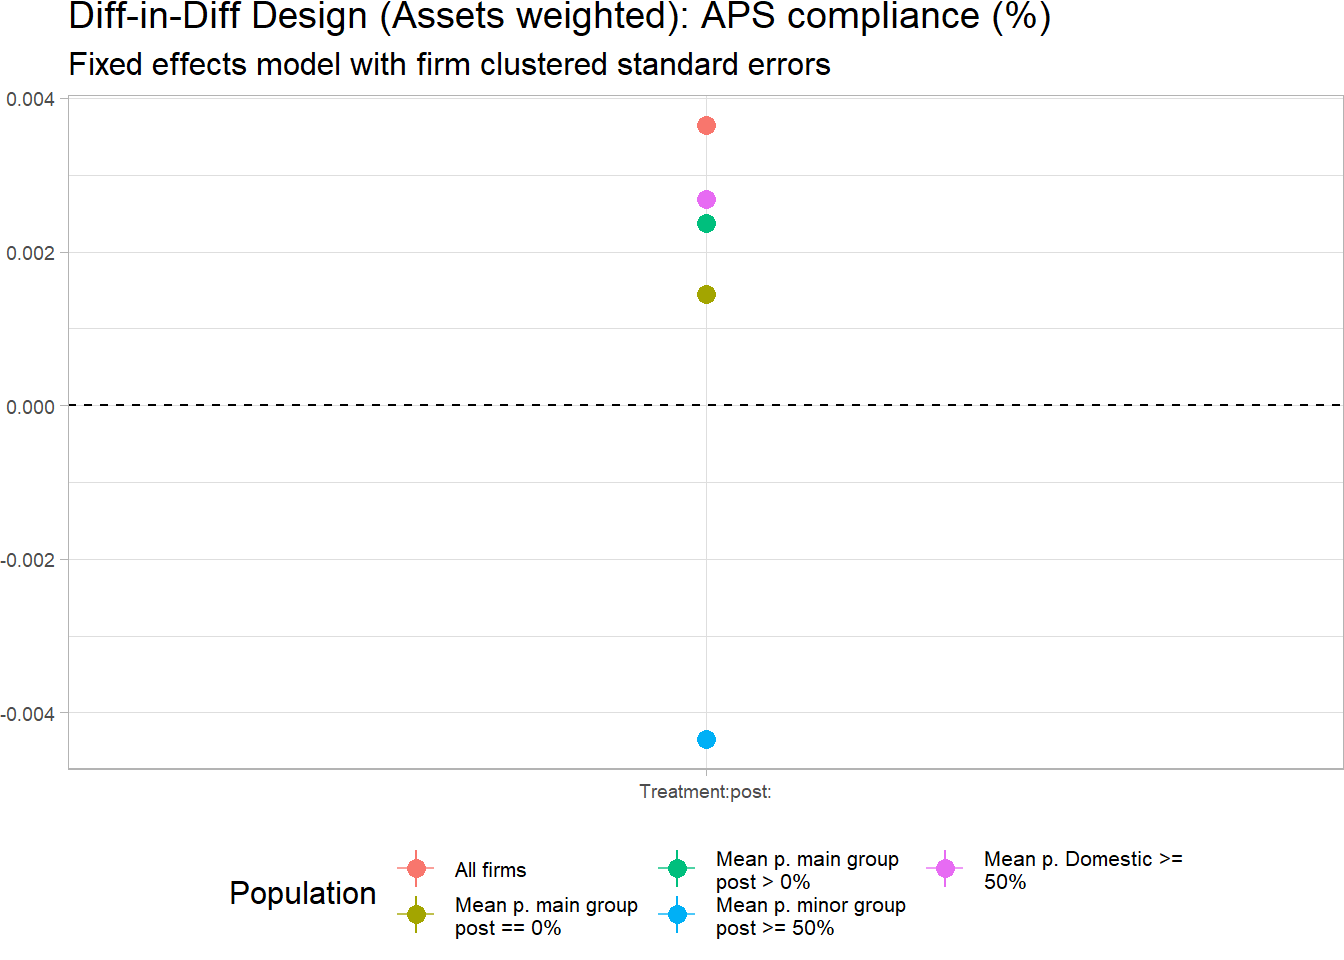 Diff-in-Diff Design (Assets weighted): APS compliance (%)
Fixed effects model with firm clustered standard errors
0.004
0.002
0.000
-0.002
-0.004
Treatment:post:
Population
All firms
Mean p. main group
post == 0%
Mean p. main group
post > 0%
Mean p. minor group
post >= 50%
Mean p. Domestic >=
50%